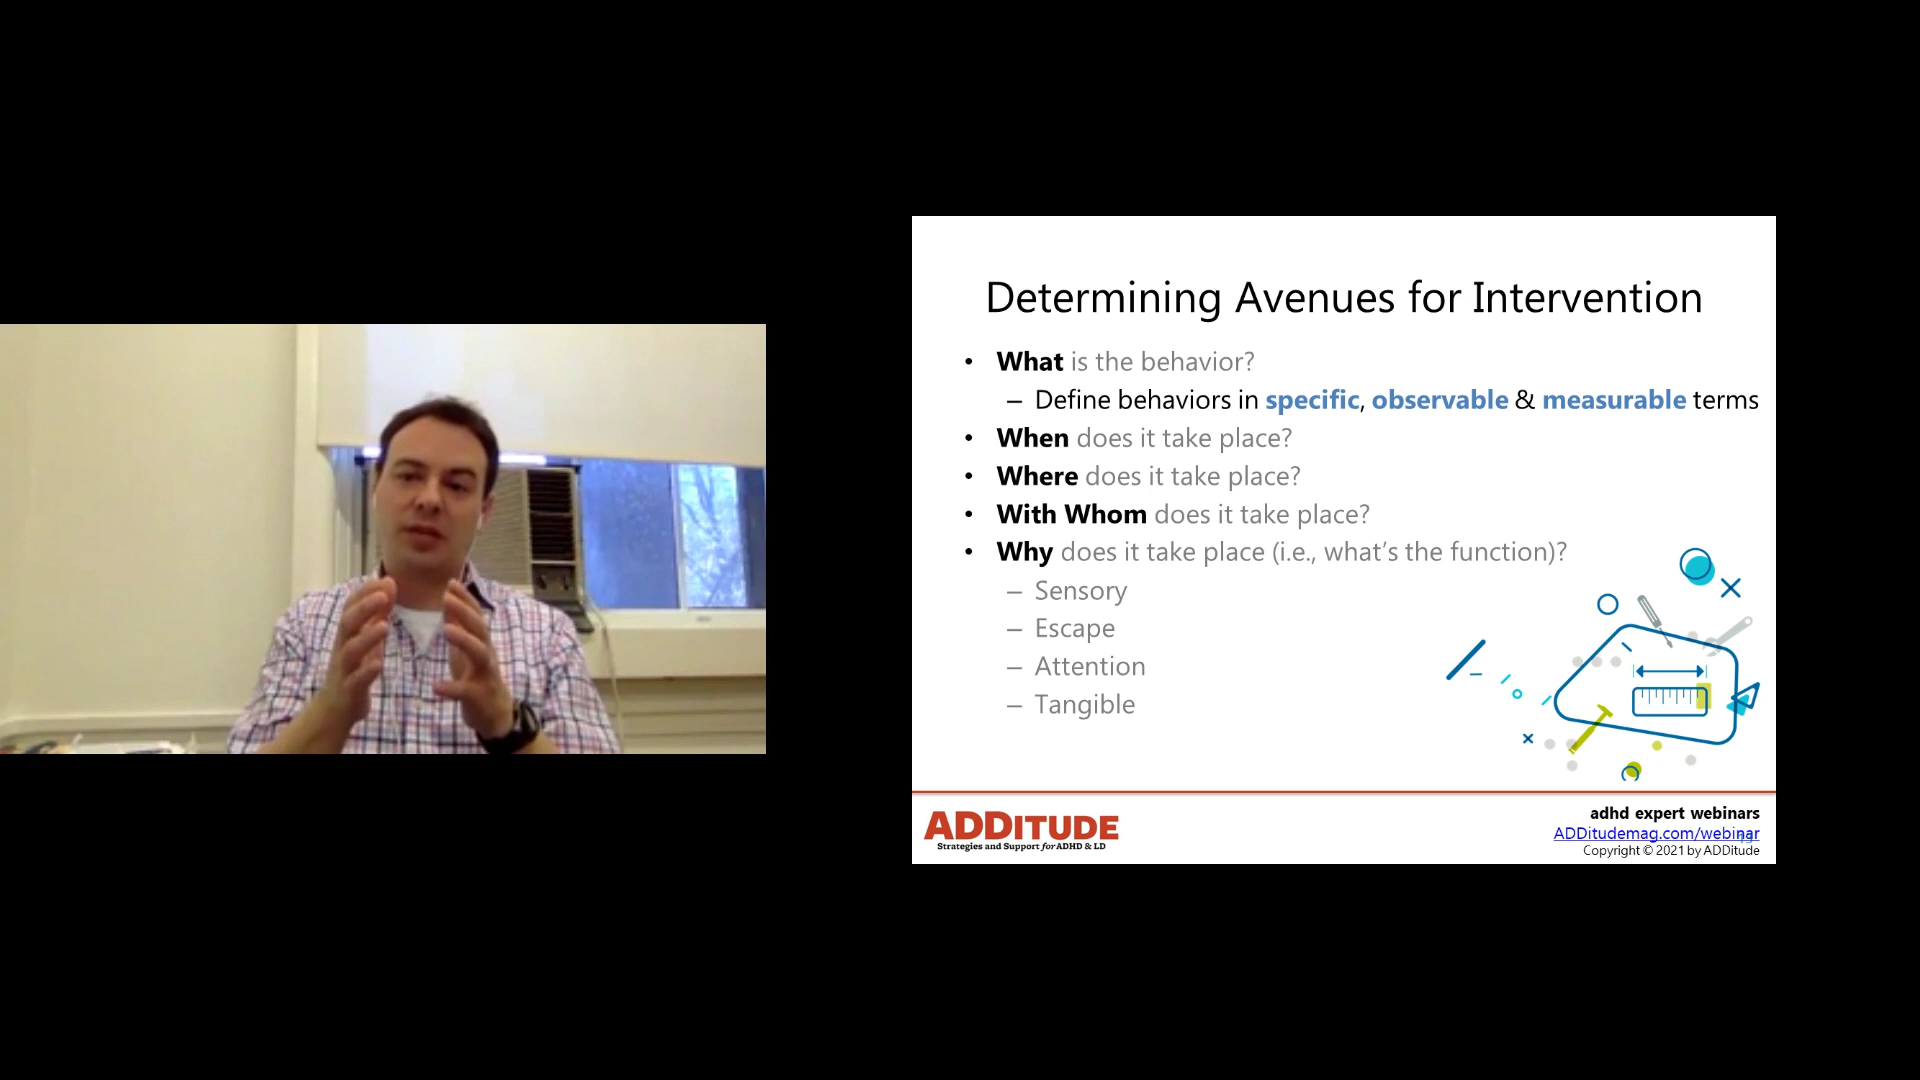 Determining Avenues for Intervention
• What is the behavior?
– Define behaviors in specific, observable & measurable terms
• When does it take place?
• Where does it take place?
• With Whom does it take place?
• Why does it take place (i.e., what's the function)?
– Sensory
– Escape
– Attention
– Tangible
ADDITUDE
Strategies and Support for ADHD & LD
adhd expert webinars
ADDitudemag.com/webinar
Copyright © 2021 by ADDitude